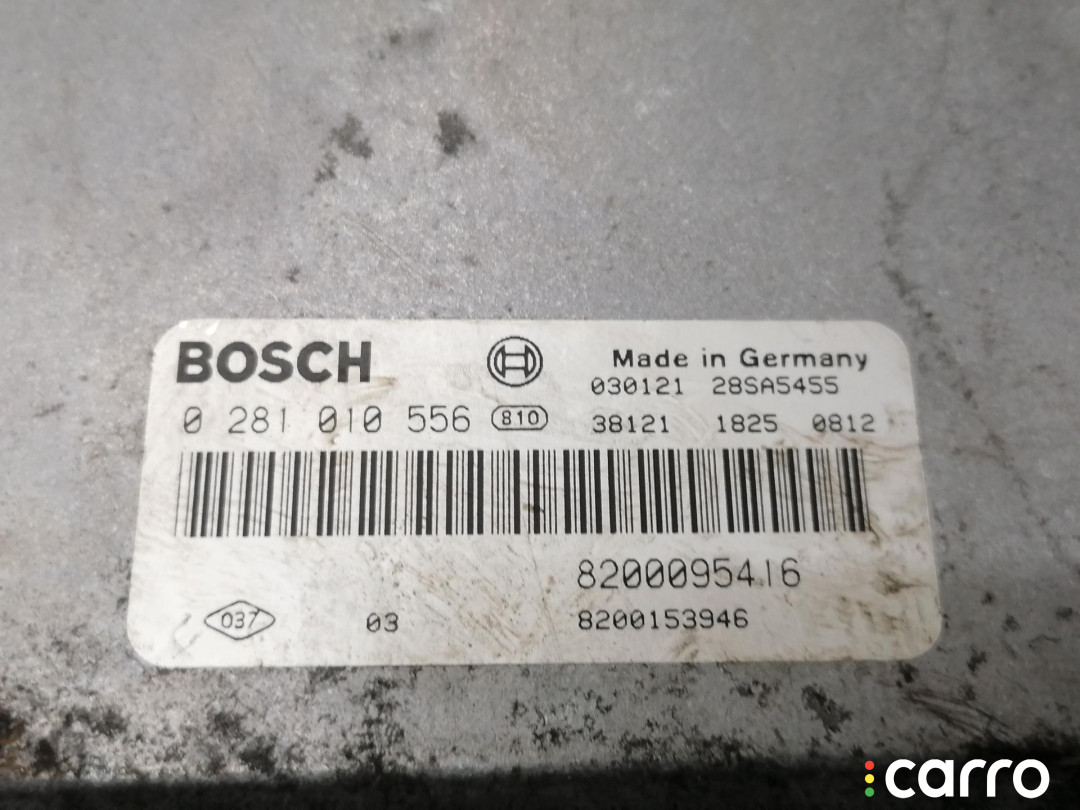 BOSCH
Made in Germany
030121 28SA5455
0 281 010 556 810
38121 1825 0812
8200095416
037 03 8200153946
carro